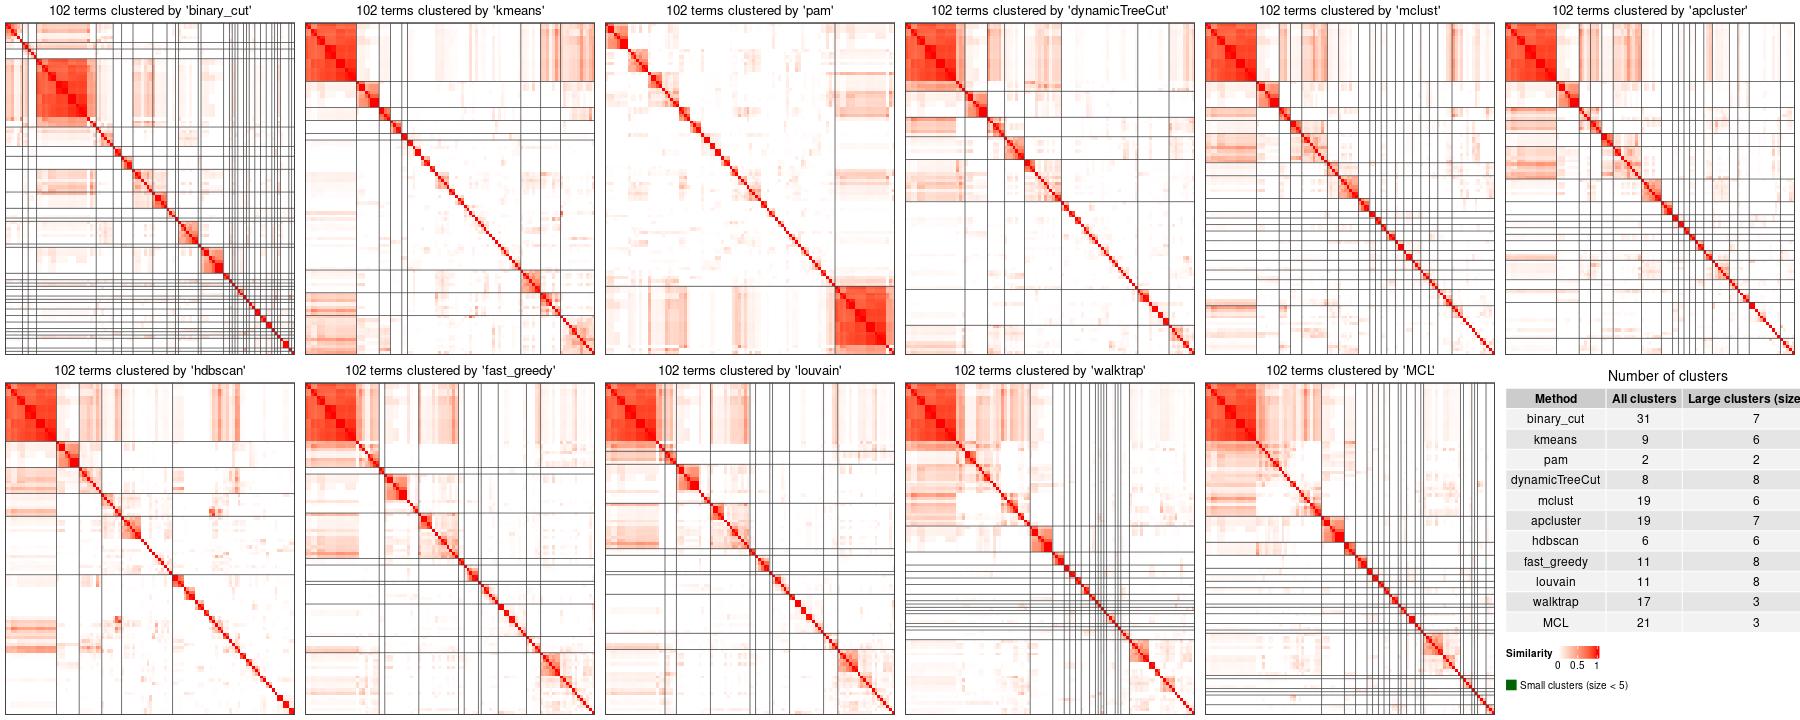 102 terms clustered by 'binary_cut'
102 terms clustered by 'kmeans'
102 terms clustered by 'pam'
102 terms clustered by 'dynamicTreeCut'
102 terms clustered by 'mclust'
102 terms clustered by 'apcluster'
102 terms clustered by 'hdbscan'
102 terms clustered by 'fast_greedy'
102 terms clustered by 'louvain'
102 terms clustered by 'walktrap'
102 terms clustered by 'MCL'
Number of clusters
Method All clusters Large clusters (size
binary_cut 31 7
kmeans 9 6
pam 2 2
dynamicTreeCut 8 8
mclust 19 6
apcluster 19 7
hdbscan 6 6
fast_greedy 11 8
louvain 11 8
walktrap 17 3
MCL 21 3
Similarity
0 0.5 1
Small clusters (size < 5)